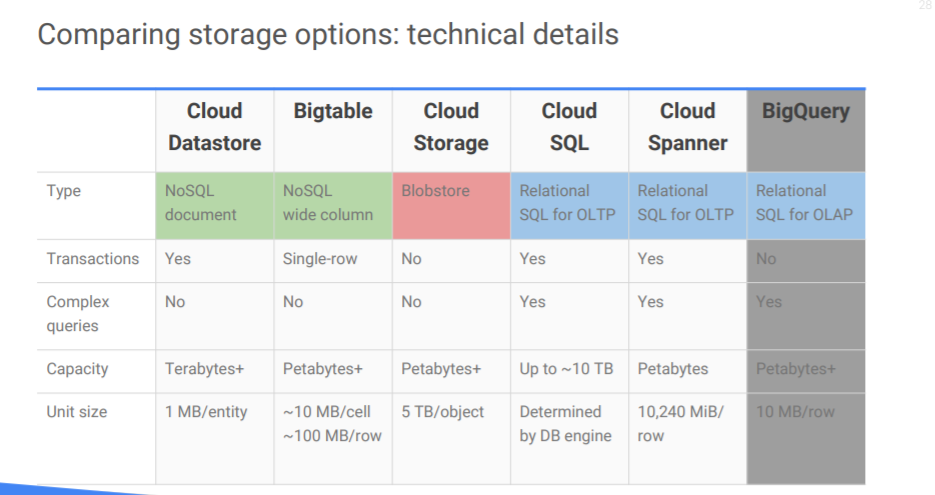 28
Comparing storage options: technical details
Cloud Datastore Bigtable Cloud Storage Cloud SQL Cloud Spanner BigQuery
Type NoSQL document NoSQL wide column Blobstore Relational SQL for OLTP Relational SQL for OLTP Relational SQL for OLAP
Transactions Yes Single-row No Yes Yes No
Complex queries No No No Yes Yes Yes
Capacity Terabytes+ Petabytes+ Petabytes+ Up to ~10 TB Petabytes Petabytes+
Unit size 1 MB/entity ~10 MB/cell ~100 MB/row 5 TB/object Determined by DB engine 10,240 MiB/ row 10 MB/row